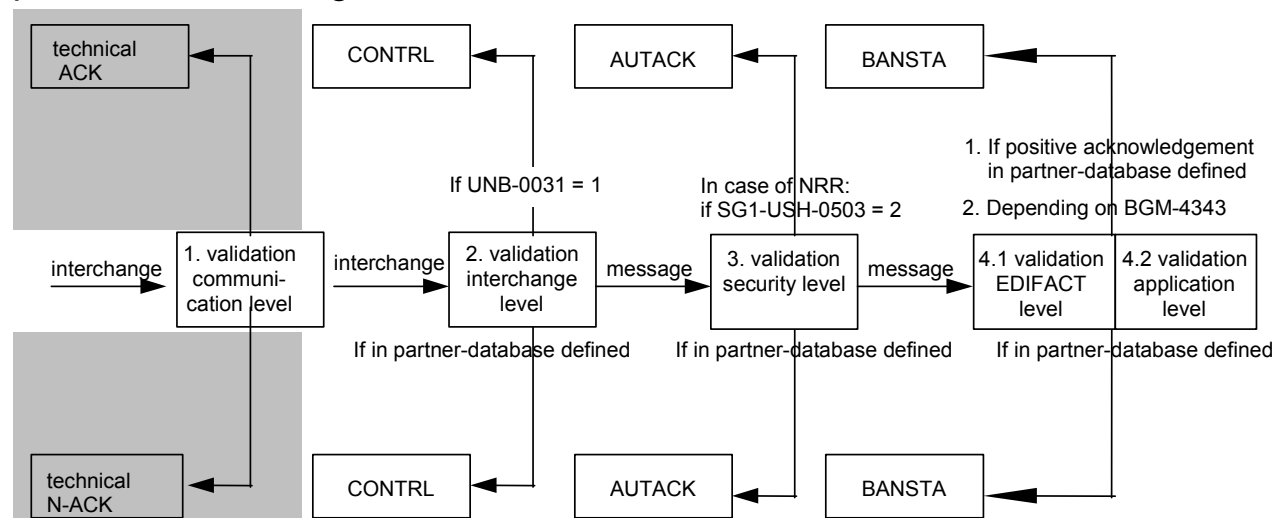 technical
ACK
CONTRL
AUTACK
BANSTA
If UNB-0031 = 1
In case of NRR:
if SG1-USH-0503 = 2
1. If positive acknowledgement
in partner-database defined
2. Depending on BGM-4343
interchange
1. validation
communi-
cation level
interchange
2. validation
interchange
level
message
3. validation
security level
message
4.1 validation
EDIFACT
level
4.2 validation
application
level
If in partner-database defined
If in partner-database defined
If in partner-database defined
technical
N-ACK
CONTRL
AUTACK
BANSTA